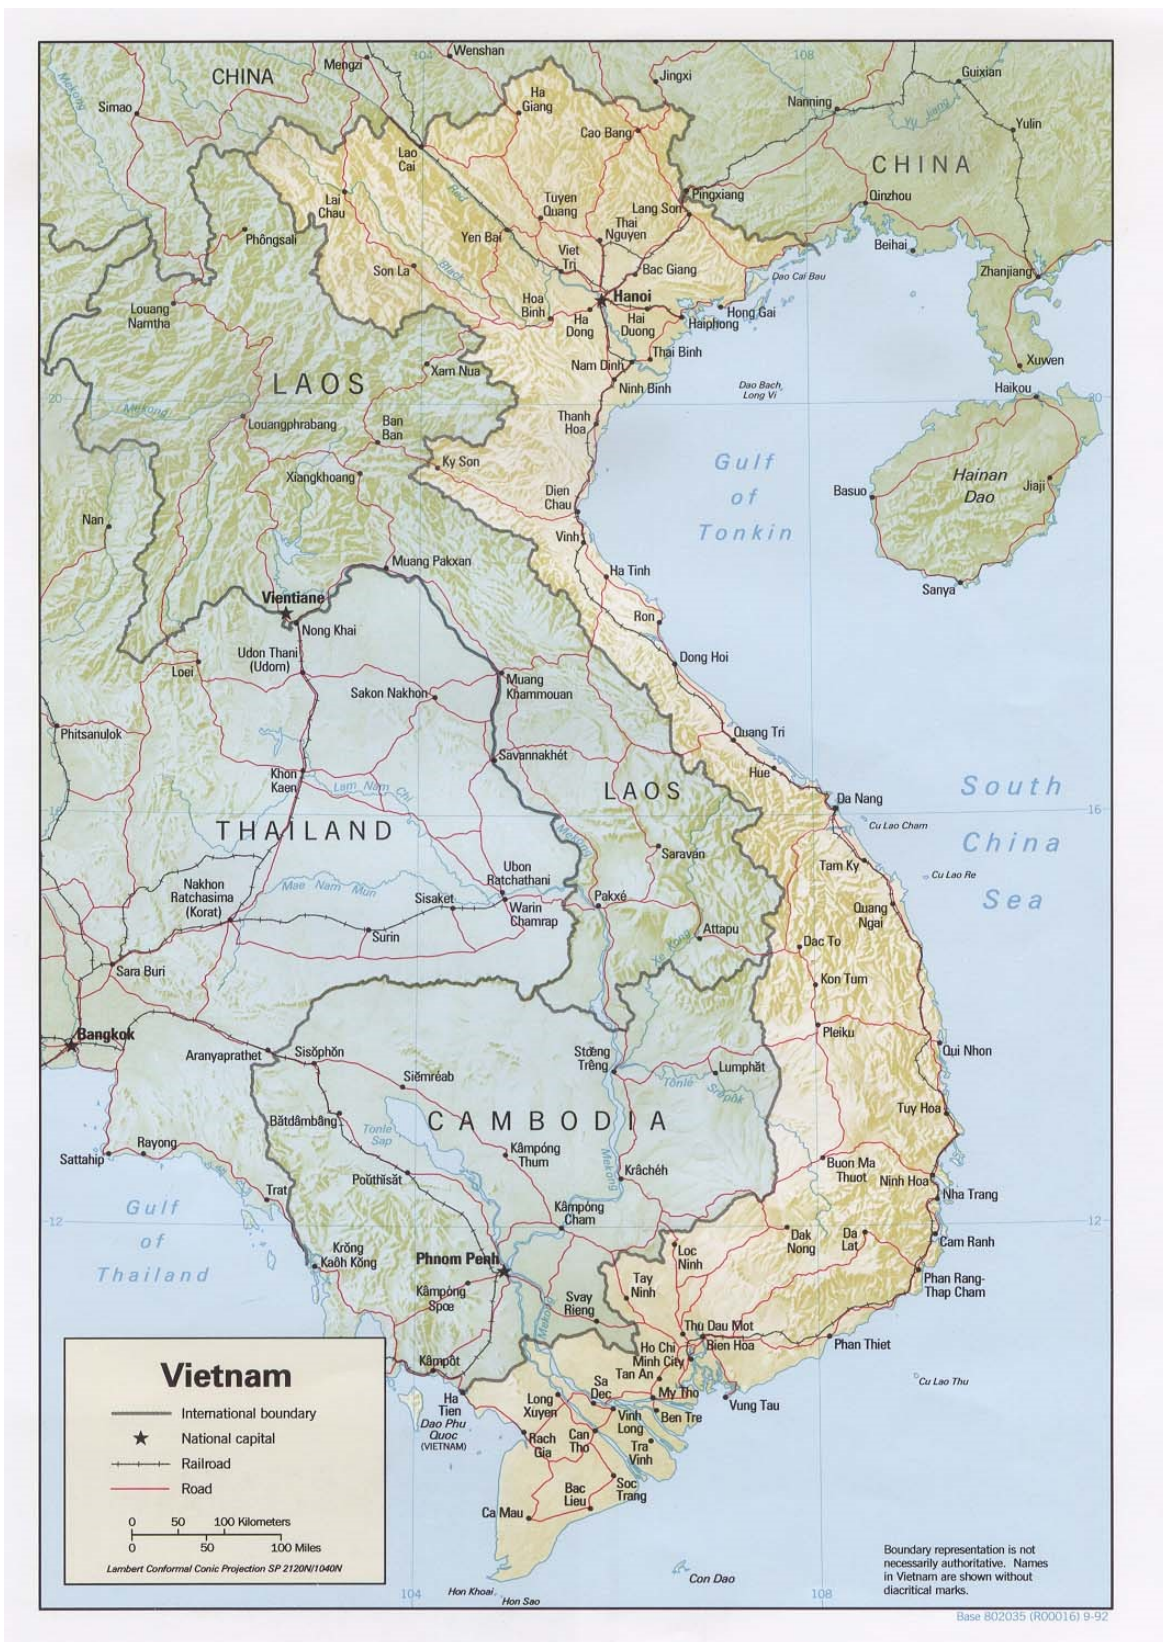 Wenshan
104
108
Mengzi
CHINA
Jingxi
Guixian
Mekong
Simao
Ha
Giang
Nanning
Yu Jiang
Yulin
Cao Bang
Lao
Cai
CHINA
Lai
Chau
Red
Pingxiang
Qinzhou
Tuyen
Quang
Lang Son
Thai
Nguyen
Phôngsali
Yen Bai
Beihai
Viet
Tri
Son La
Black
Bac Giang
Dao Cai Bau
Zhanjiang
Louang
Namtha
Hoa
Binh
Hanoi
Ha
Dong
Hai
Duong
Haiphong
Hong Gai
Thai Binh
Nam Dinh
Xuwen
LAOS
Xam Nua
Ninh Binh
Dao Bach
Long Vi
Haikou
20
20
Mekong
Louangphrabang
Ban
Ban
Thanh
Hoa
Ky Son
Gulf
of
Tonkin
Xiangkhoang
Hainan
Dao
Jiaji
Basuo
Nan
Dien
Chau
Vinh
Muang Pakxan
Ha Tinh
Sanya
Vientiane
Nong Khai
Ron
Udon Thani
(Udorn)
Loei
Dong Hoi
Muang
Khammouan
Sakon Nakhon
Phitsanulok
Quang Tri
Savannakhét
Hue
Khon
Kaen
Lam Nam Chi
LAOS
Da Nang
South
China
Sea
16
16
THAILAND
Cu Lao Cham
Mekong
Saravan
Tam Ky
Cu Lao Re
Ubon
Ratchathani
Nakhon
Ratchasima
(Korat)
Mae Nam Mun
Sisaket
Warin
Chamrap
Pakxé
Quang
Ngai
Surin
Attapu
Xe Kong
Dac To
Sara Buri
Kon Tum
Bangkok
Pleiku
Aranyaprathet
Sisŏphŏn
Stœ̆ng
Trêng
Qui Nhon
Siĕmréab
Lumphăt
Tônlé Srêpôk
Bătdâmbâng
Tonle
Sap
CAMBODIA
Tuy Hoa
Rayong
Sattahip
Kâmpóng
Thum
Mekong
Poŭthĭsăt
Krâchéh
Buon Ma
Thuot
Ninh Hoa
Trat
Nha Trang
Gulf
of
Thailand
12
12
Kâmpóng
Cham
Dak
Nong
Da
Lat
Cam Ranh
Krŏng
Kaôh Kŏng
Phnom Penh
Loc
Ninh
Kâmpóng
Spœ
Tay
Ninh
Phan Rang-
Thap Cham
Svay
Rieng
Mekong
Thu Dau Mot
Bien Hoa
Phan Thiet
Ho Chi
Minh City
Kâmpôt
Tan An
Cu Lao Thu
Sa
Dec
Ha
Tien
Long
Xuyen
My Tho
Vung Tau
Dao Phu
Quoc
(VIETNAM)
Vinh
Long
Ben Tre
Rach
Gia
Can
Tho
Tra
Vinh
Bac
Lieu
Soc
Trang
Ca Mau
Con Dao
Hon Khoai
Hon Sao
104
108
Vietnam
International boundary
National capital
Railroad
Road
0 50 100 Kilometers
0 50 100 Miles
Lambert Conformal Conic Projection SP 2120N/1040N
Boundary representation is not
necessarily authoritative. Names
in Vietnam are shown without
diacritical marks.
Base 802035 (R00016) 9-92